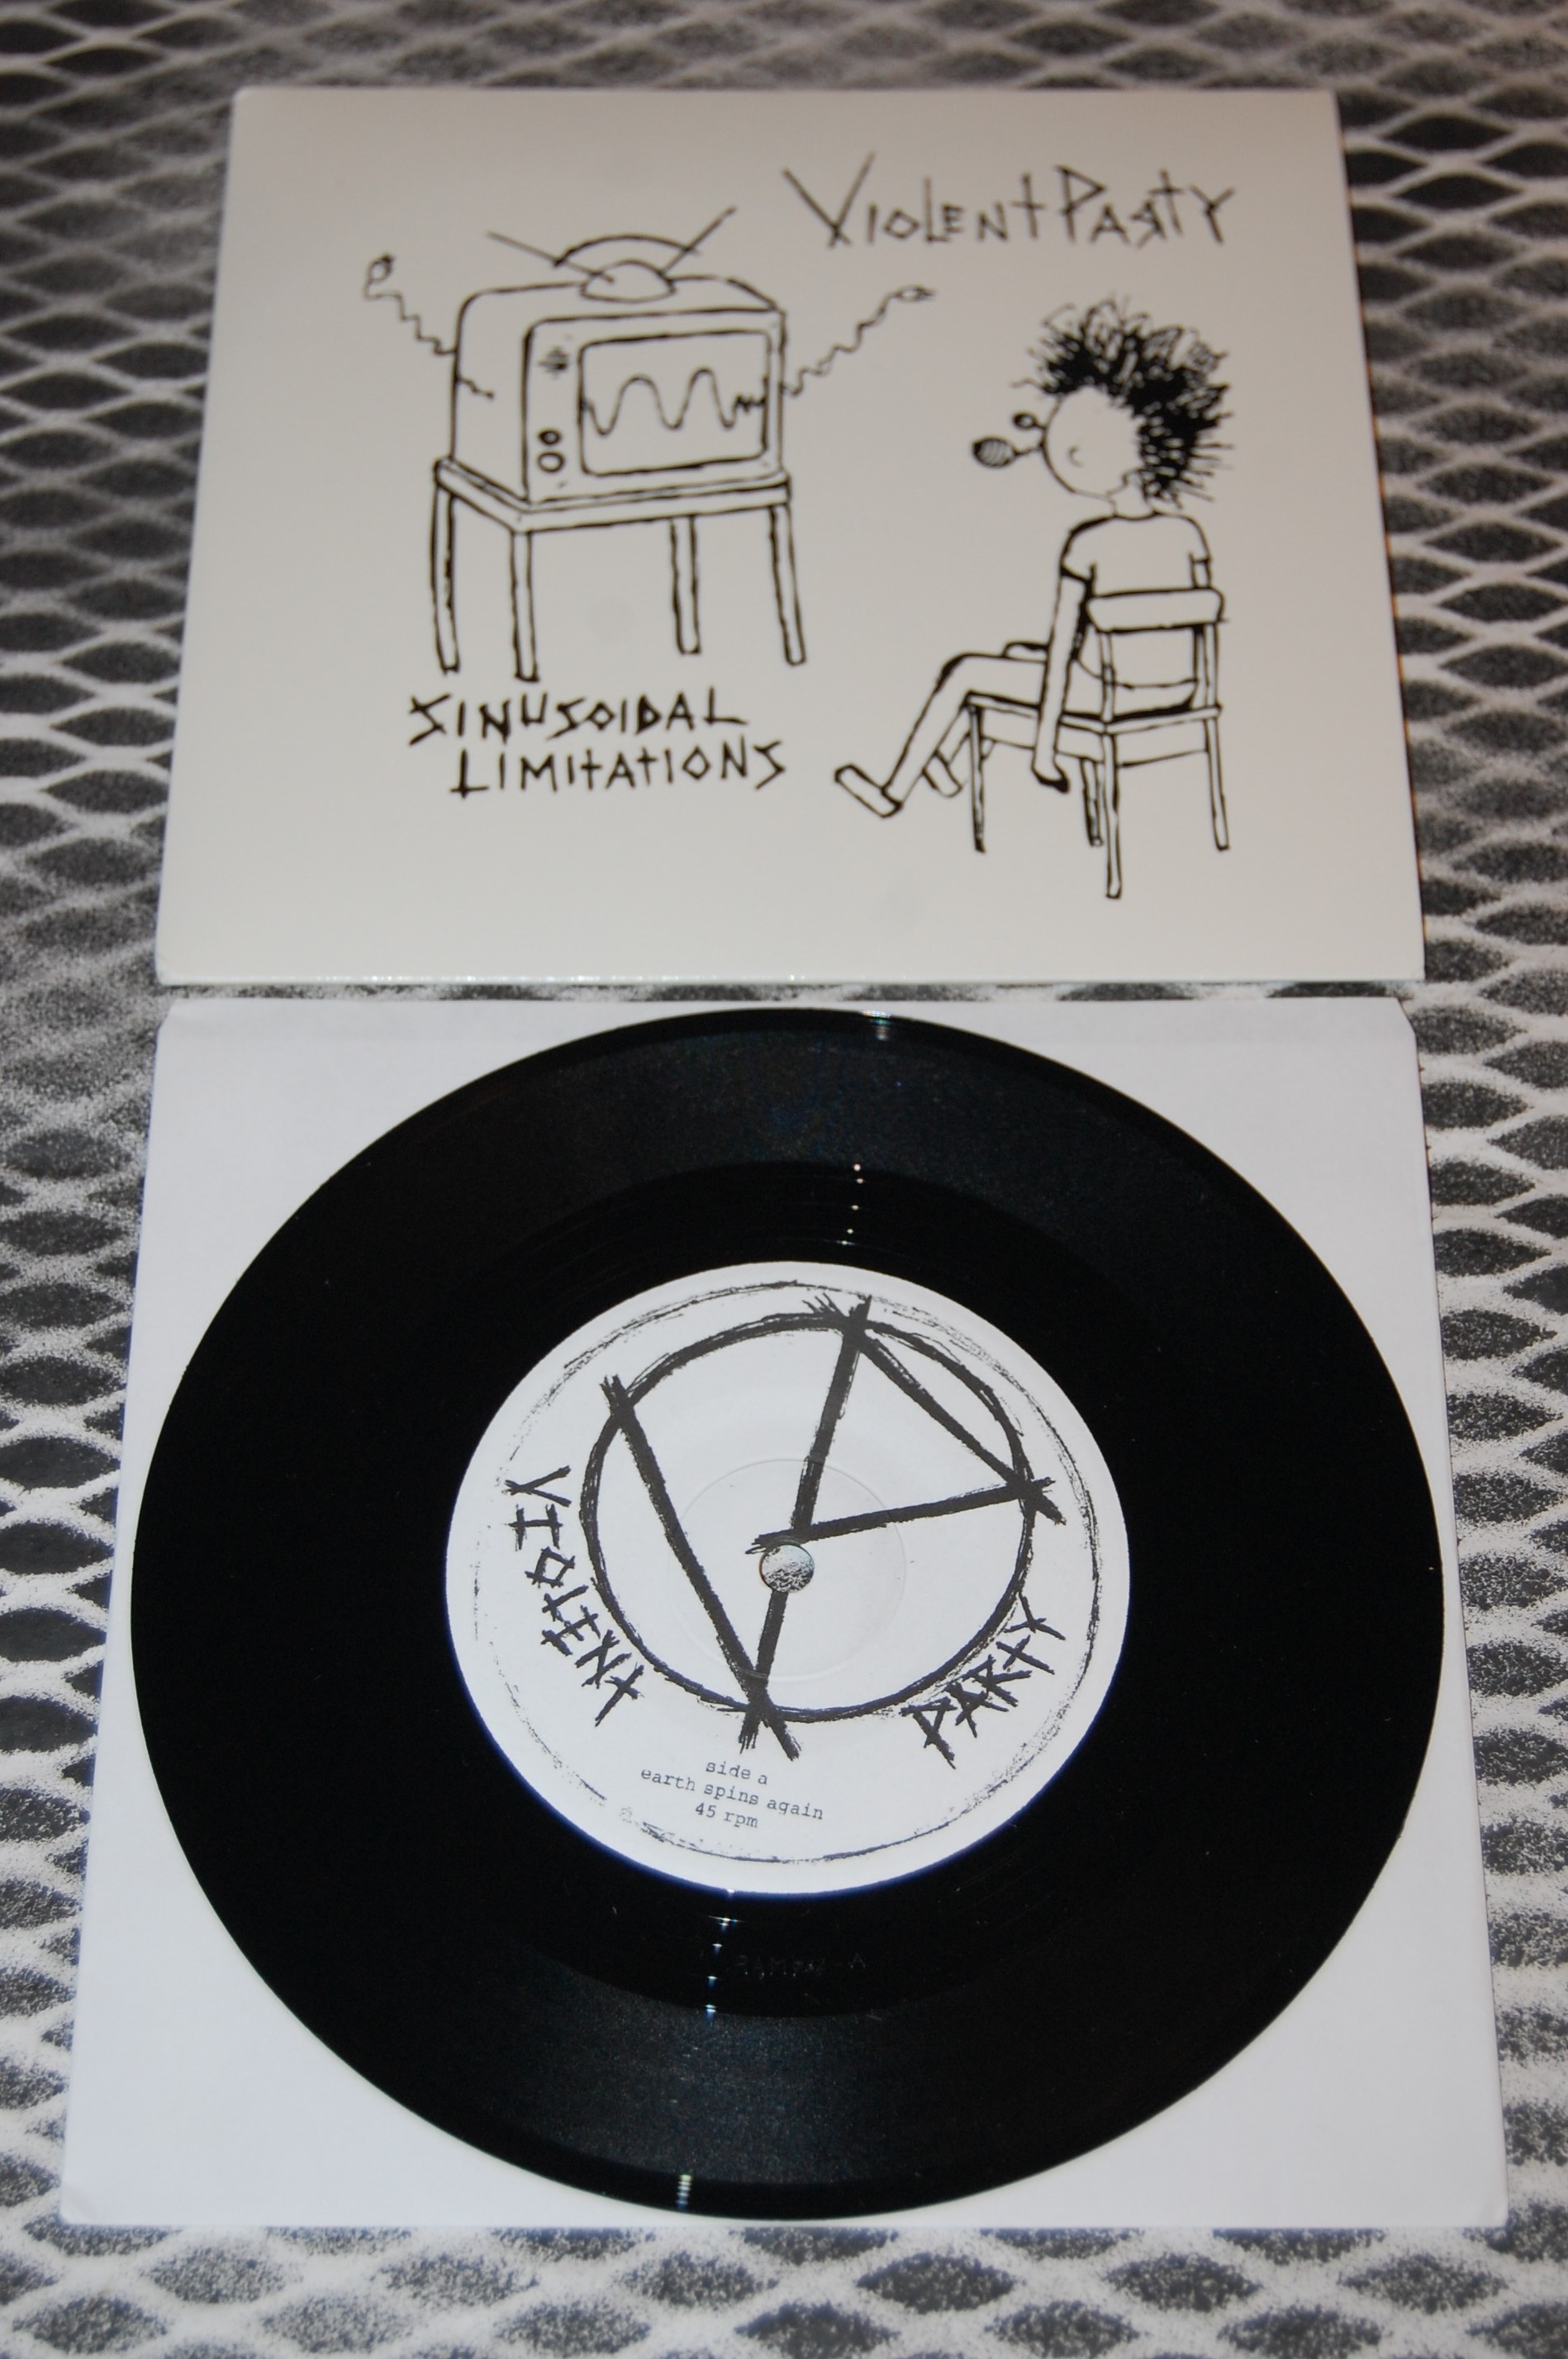 ViolentParty
SINUSOIDAL
LIMITATIONS
VIOLENT
PARTY
side a
earth spins again
45 rpm